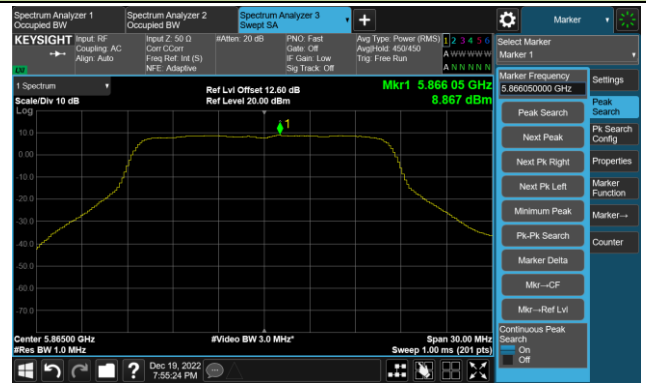 Spectrum Analyzer 1
Occupied BW
Spectrum Analyzer 2
Occupied BW
Spectrum Analyzer 3
Swept SA
Marker
KEYSIGHT
Input: RF
Coupling: AC
Align: Auto
Input Z: 50 Ω
Corr CCorr
Freq Ref: Int (S)
NFE: Adaptive
#Atten: 20 dB
PNO: Fast
Gate: Off
IF Gain: Low
Sig Track: Off
Avg Type: Power (RMS)
Avg|Hold: 450/450
Trig: Free Run
1 2 3 4 5 6
A W W W W W
A N N N N N
LXI
Select Marker
Marker 1
1 Spectrum
Scale/Div 10 dB
Log
Ref Lvl Offset 12.60 dB
Ref Level 20.00 dBm
Mkr1 5.866 05 GHz
8.867 dBm
1
10.0
0.00
-10.0
-20.0
-30.0
-40.0
-50.0
-60.0
-70.0
Center 5.86500 GHz
#Res BW 1.0 MHz
#Video BW 3.0 MHz*
Span 30.00 MHz
Sweep 1.00 ms (201 pts)
Marker Frequency
5.866050000 GHz
Peak Search
Next Peak
Next Pk Right
Next Pk Left
Minimum Peak
Pk-Pk Search
Marker Delta
Mkr→CF
Mkr→Ref Lvl
Continuous Peak
Search
On
Off
Settings
Peak
Search
Pk Search
Config
Properties
Marker
Function
Marker→
Counter
?
Dec 19, 2022
7:55:24 PM